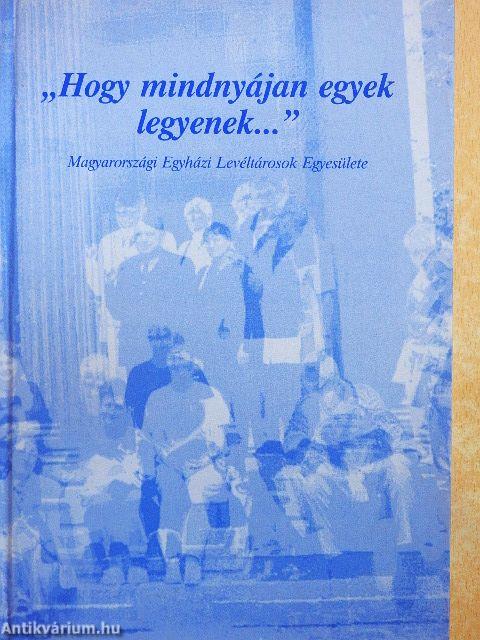 „Hogy mindnyájan egyek
legyenek...”
Magyarországi Egyházi Levéltárosok Egyesülete
Antikvárium.hu